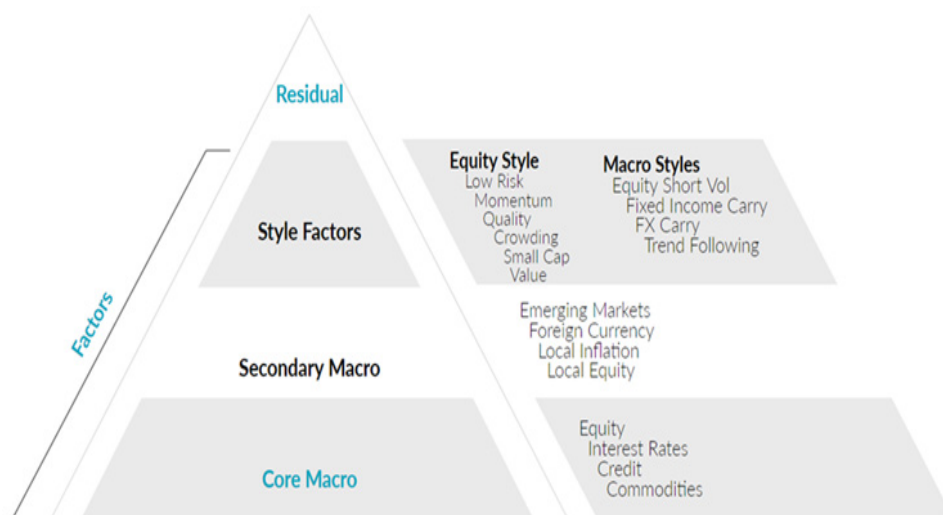 Residual
Equity Style
Low Risk
Momentum
Quality
Crowding
Small Cap
Value
Macro Styles
Equity Short Vol
Fixed Income Carry
FX Carry
Trend Following
Style Factors
Factors
Emerging Markets
Foreign Currency
Local Inflation
Local Equity
Secondary Macro
Equity
Interest Rates
Credit
Commodities
Core Macro